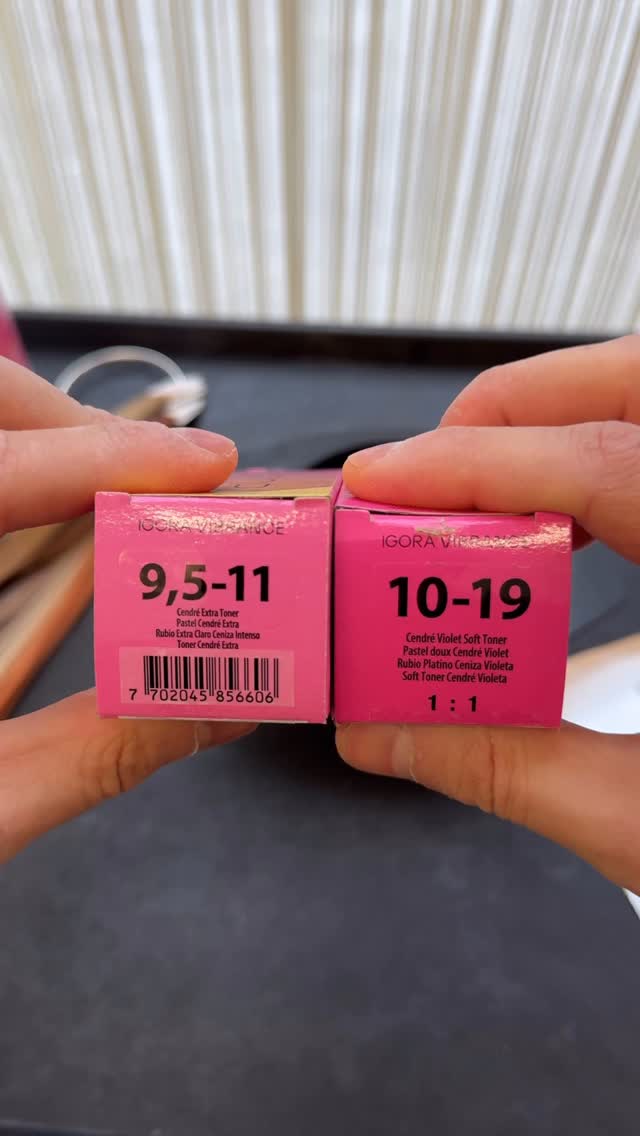 IGORA VIBRANCE
9,5-11
Cendré Extra Toner
Pastel Cendré Extra
Rubio Extra Claro Ceniza Intenso
Toner Cendré Extra
7 702045 856606
IGORA VIBRANCE
10-19
Cendré Violet Soft Toner
Pastel doux Cendré Violet
Rubio Platino Ceniza Violeta
Soft Toner Cendré Violeta
1 : 1